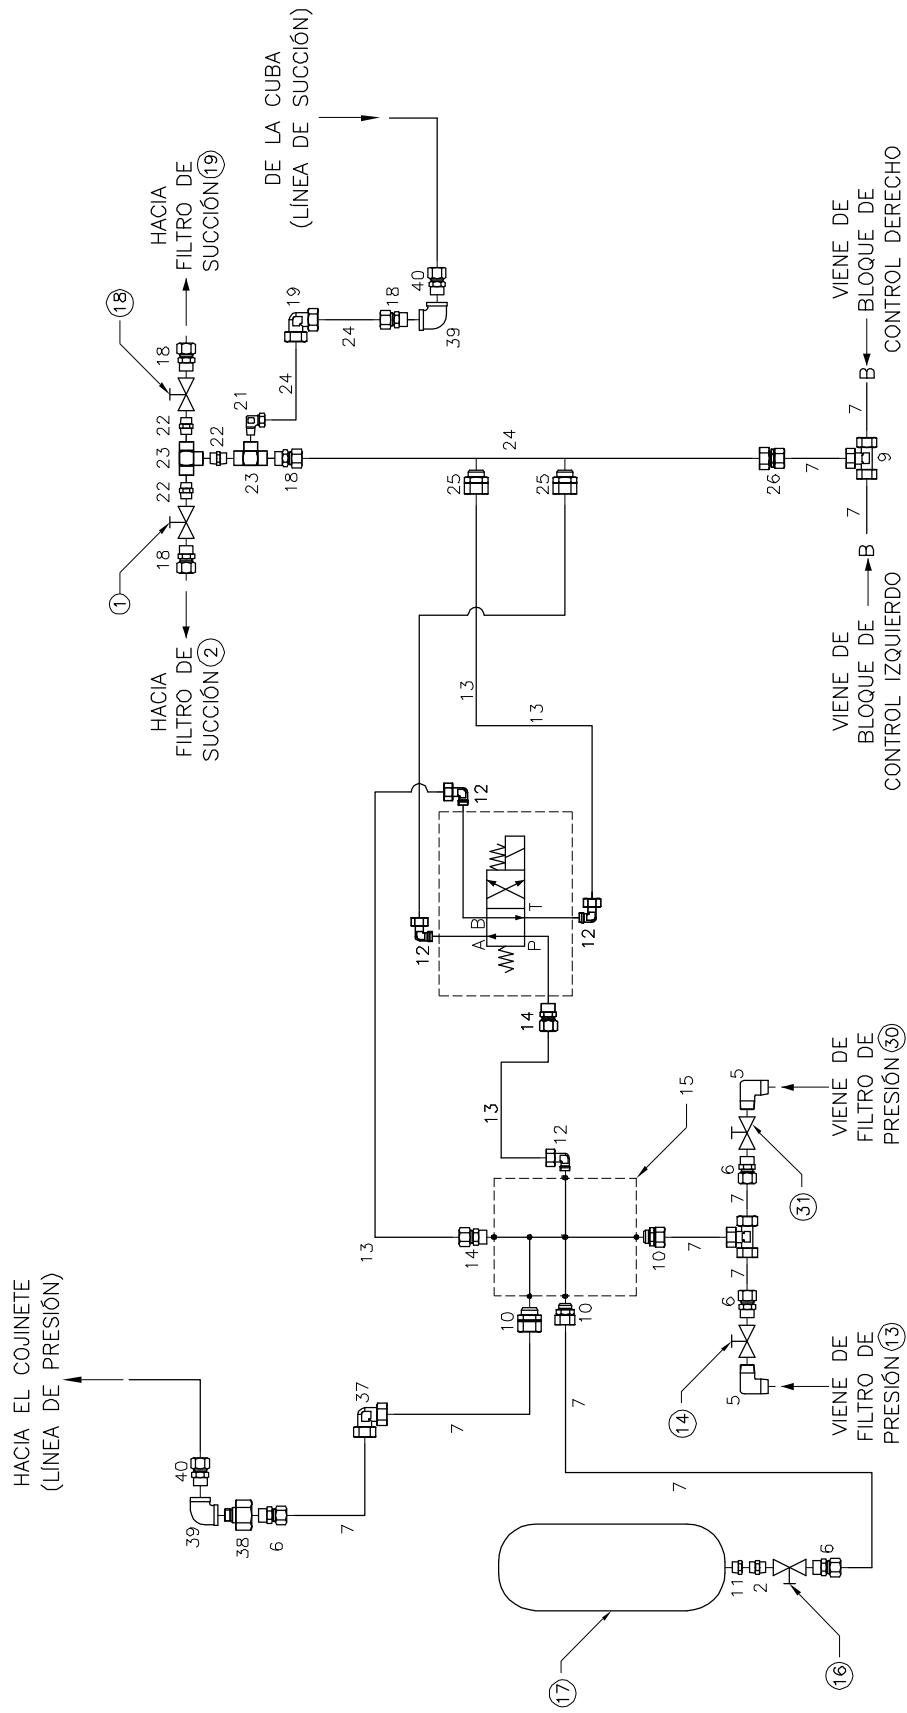 HACIA EL COJINETE
(LÍNEA DE PRESIÓN)
40
39
38
6
7
37
7
HACIA
FILTRO DE
SUCCIÓN 2
1
18
22
23
22
18
18
HACIA
FILTRO DE
SUCCIÓN 19
22
23
21
18
24
19
24
18
39
40
DE LA CUBA
(LÍNEA DE SUCCIÓN)
13
14
10
10
7
7
10
12
15
13
14
12
A
B
P
T
12
12
13
13
25
25
24
26
7
9
7
B
7
B
VIENE DE
BLOQUE DE
CONTROL IZQUIERDO
VIENE DE
BLOQUE DE
CONTROL DERECHO
17
11
2
6
16
14
5
6
7
7
7
6
5
31
VIENE DE
FILTRO DE
PRESIÓN 13
VIENE DE
FILTRO DE
PRESIÓN 30